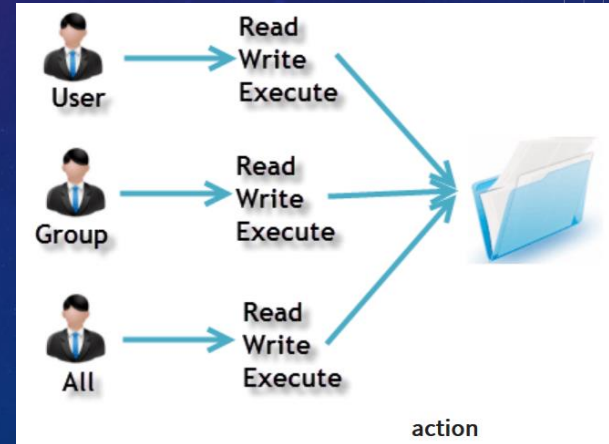 User
Read
Write
Execute
Group
Read
Write
Execute
All
Read
Write
Execute
action